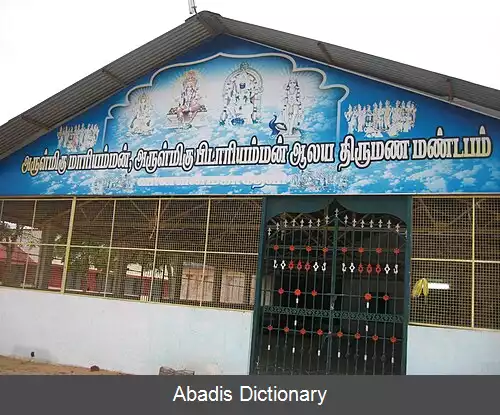 அருள்மிகு மாரியம்மன், அருள்மிகு பிடாரியம்மன் ஆலய திருமண மண்டபம்
Abadis Dictionary